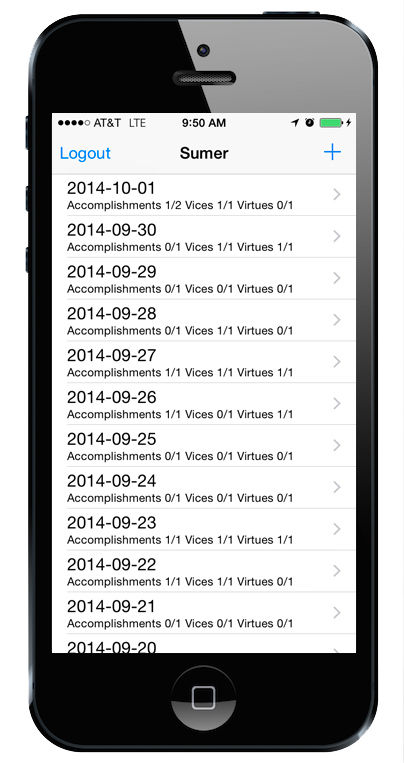 ●●●●○ AT&T LTE 9:50 AM
Logout Sumer +
2014-10-01
Accomplishments 1/2 Vices 1/1 Virtues 0/1
2014-09-30
Accomplishments 0/1 Vices 1/1 Virtues 1/1
2014-09-29
Accomplishments 0/1 Vices 0/1 Virtues 0/1
2014-09-28
Accomplishments 0/1 Vices 1/1 Virtues 0/1
2014-09-27
Accomplishments 1/1 Vices 1/1 Virtues 1/1
2014-09-26
Accomplishments 1/1 Vices 0/1 Virtues 1/1
2014-09-25
Accomplishments 0/1 Vices 0/1 Virtues 0/1
2014-09-24
Accomplishments 0/1 Vices 0/1 Virtues 0/1
2014-09-23
Accomplishments 1/1 Vices 1/1 Virtues 1/1
2014-09-22
Accomplishments 1/1 Vices 1/1 Virtues 0/1
2014-09-21
Accomplishments 0/1 Vices 0/1 Virtues 0/1
2014-09-20